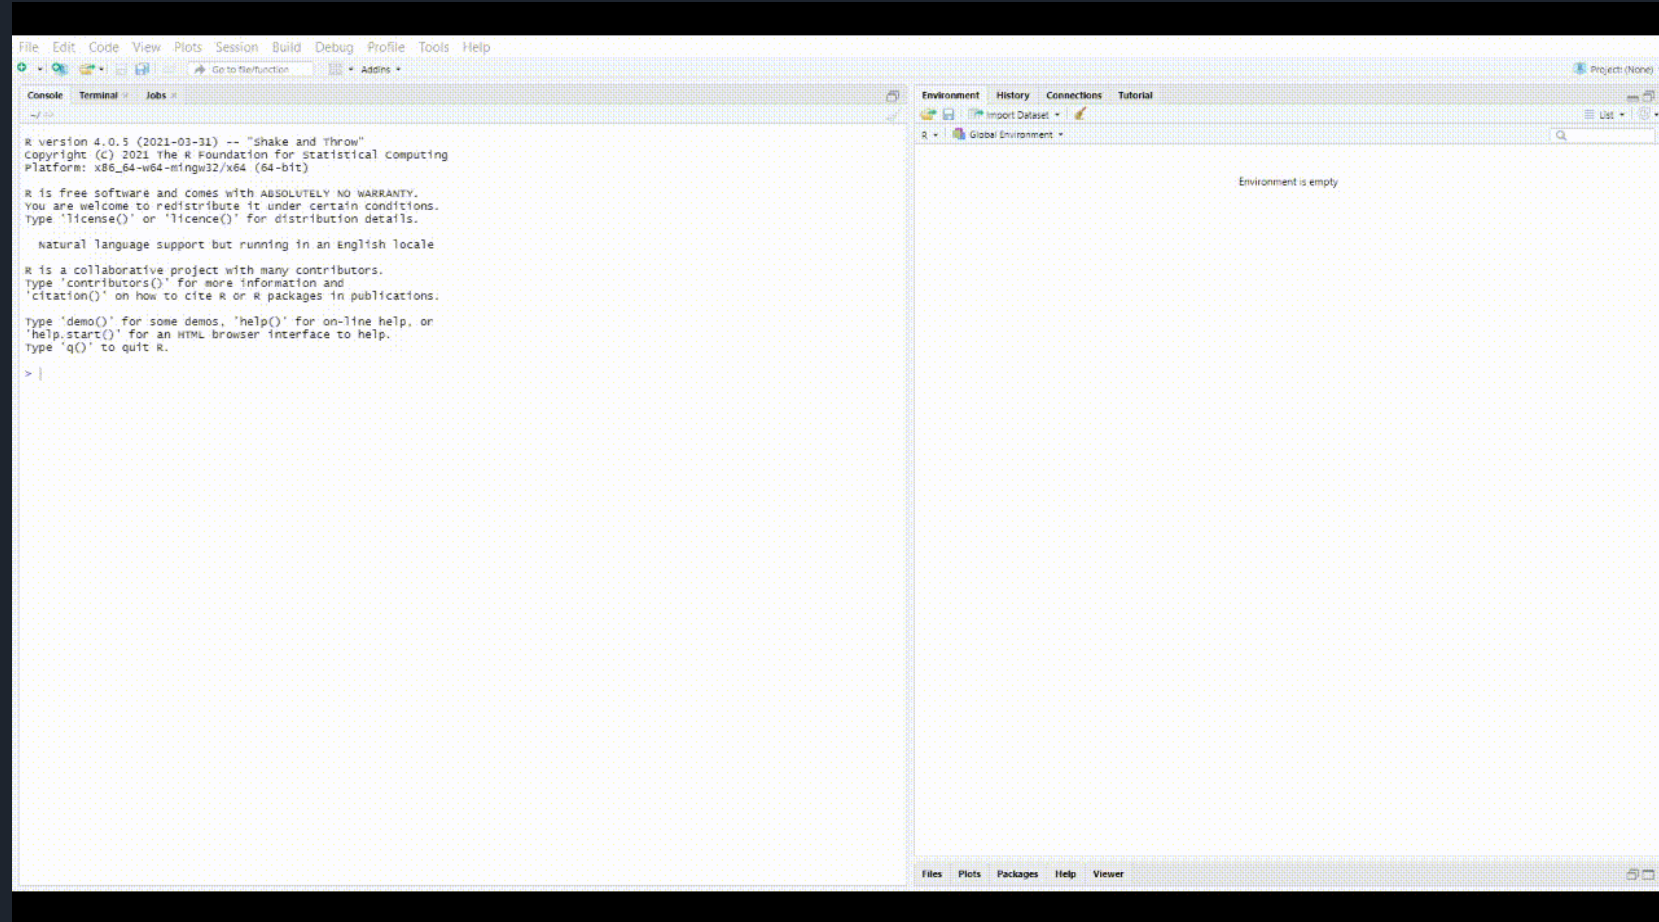 File Edit Code View Plots Session Build Debug Profile Tools Help
Go to file/function Addins Project: (None)
Console Terminal Jobs
~/
R version 4.0.5 (2021-03-31) -- "Shake and Throw"
Copyright (C) 2021 The R Foundation for Statistical Computing
Platform: x86_64-w64-mingw32/x64 (64-bit)
R is free software and comes with ABSOLUTELY NO WARRANTY.
You are welcome to redistribute it under certain conditions.
Type 'license()' or 'licence()' for distribution details.
Natural language support but running in an English locale
R is a collaborative project with many contributors.
Type 'contributors()' for more information and
'citation()' on how to cite R or R packages in publications.
Type 'demo()' for some demos, 'help()' for on-line help, or
'help.start()' for an HTML browser interface to help.
Type 'q()' to quit R.
>
Environment History Connections Tutorial
Import Dataset List
R Global Environment
Environment is empty
Files Plots Packages Help Viewer